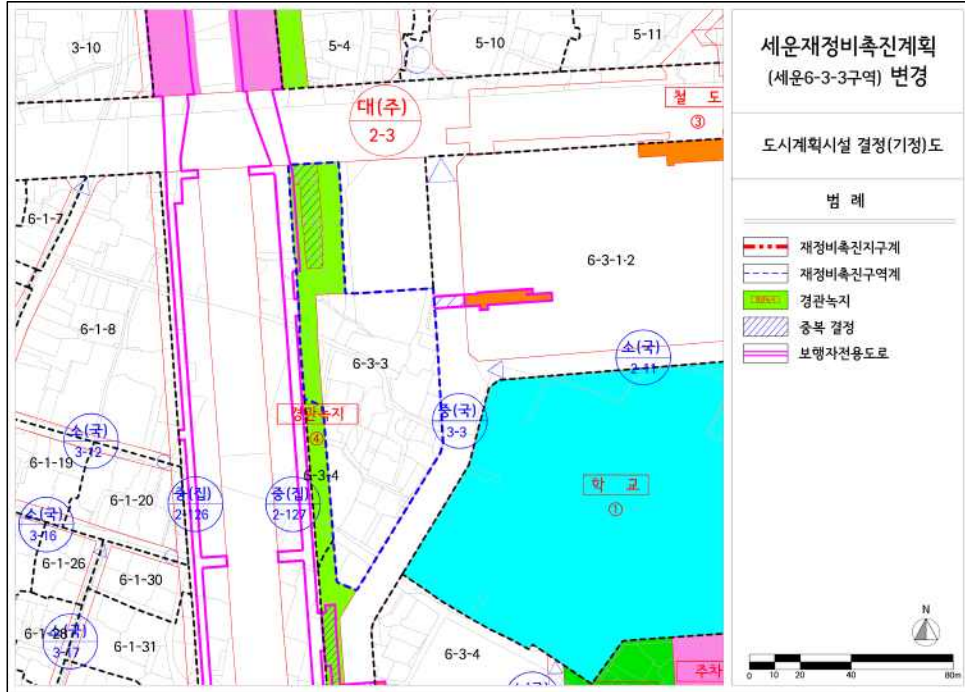 3-10
5-4
5-10
5-11
대(주)
2-3
철 도
③
6-1-7
6-3-1·2
6-1-8
6-3-3
소(국)
2-11
경관녹지
④
중(국)
3-3
소(국)
3-12
6-1-19
6-1-20
중(집)
2-126
중(집)
2-127
6-3-4
학 교
①
소(국)
3-16
6-1-26
6-1-30
소(국)
3-17
6-1-31
6-3-4
주차
세운재정비촉진계획
(세운6-3-3구역) 변경
도시계획시설 결정(기정)도
범 례
재정비촉진지구계
재정비촉진구역계
경관녹지
중복 결정
보행자전용도로
N
0 10 20 40 80m